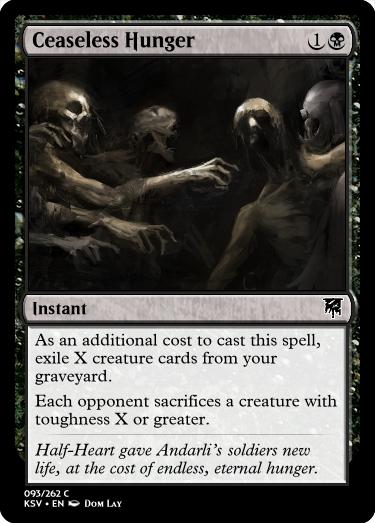 Ceaseless Hunger 1
Instant
As an additional cost to cast this spell,
exile X creature cards from your
graveyard.
Each opponent sacrifices a creature with
toughness X or greater.
Half-Heart gave Andarli's soldiers new
life, at the cost of endless, eternal hunger.
093/262 C
KSV • EN Dom Lay